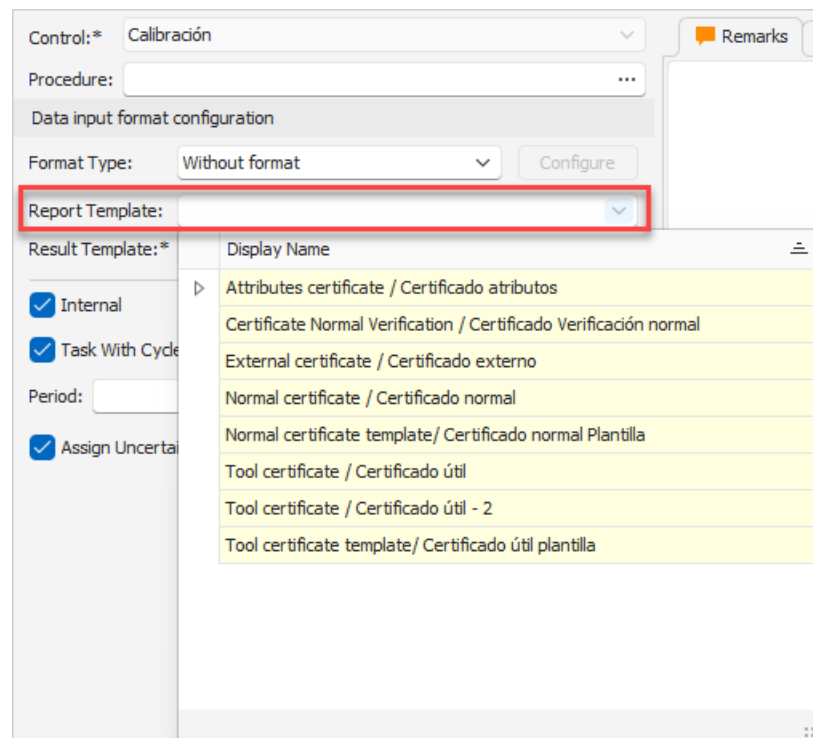 Control:* Calibración
Remarks
Procedure: ...
Data input format configuration
Format Type: Without format Configure
Report Template:
Result Template:* Display Name
Attributes certificate / Certificado atributos
Internal
Certificate Normal Verification / Certificado Verificación normal
Task With Cycle
External certificate / Certificado externo
Period: Normal certificate / Certificado normal
Normal certificate template/ Certificado normal Plantilla
Assign Uncertai
Tool certificate / Certificado útil
Tool certificate / Certificado útil - 2
Tool certificate template/ Certificado útil plantilla